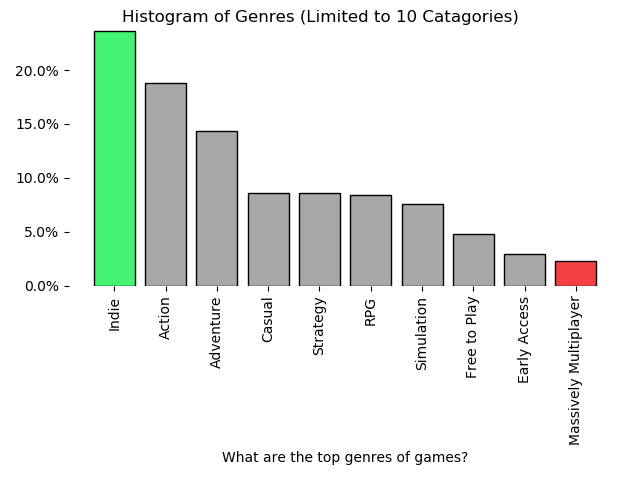 Histogram of Genres (Limited to 10 Catagories)
20.0%
15.0%
10.0%
5.0%
0.0%
Indie
Action
Adventure
Casual
Strategy
RPG
Simulation
Free to Play
Early Access
Massively Multiplayer
What are the top genres of games?